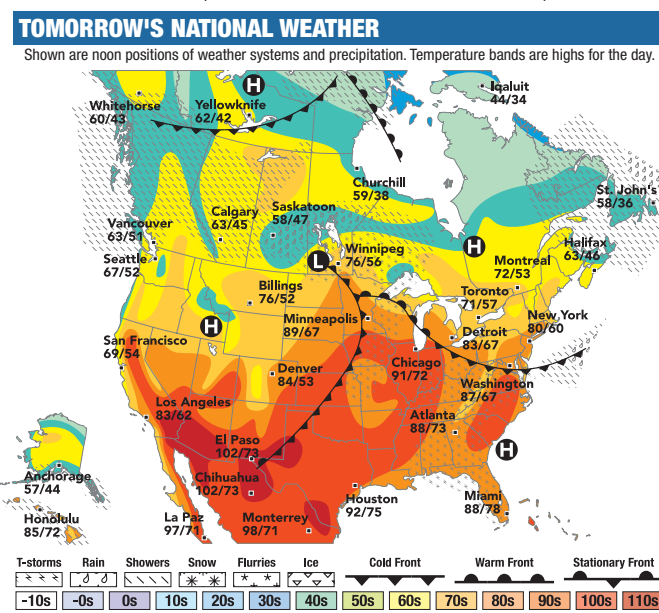 TOMORROW'S NATIONAL WEATHER
Shown are noon positions of weather systems and precipitation. Temperature bands are highs for the day.
H
Iqaluit
44/34
Whitehorse
60/43
Yellowknife
62/42
Churchill
59/38
St. John's
58/36
Calgary
63/45
Saskatoon
58/47
Vancouver
63/51
Seattle
67/52
L
Winnipeg
76/56
H
Halifax
63/46
Montreal
72/53
Billings
76/52
Toronto
71/57
H
Minneapolis
89/67
New York
80/60
Detroit
83/67
San Francisco
69/54
Denver
84/53
Chicago
91/72
Washington
87/67
Los Angeles
83/62
Atlanta
88/73
El Paso
102/73
H
Anchorage
57/44
Chihuahua
102/73
Houston
92/75
Miami
88/78
Honolulu
85/72
La Paz
97/71
Monterrey
98/71
T-storms Rain Showers Snow Flurries Ice Cold Front Warm Front Stationary Front
-10s -0s 0s 10s 20s 30s 40s 50s 60s 70s 80s 90s 100s 110s